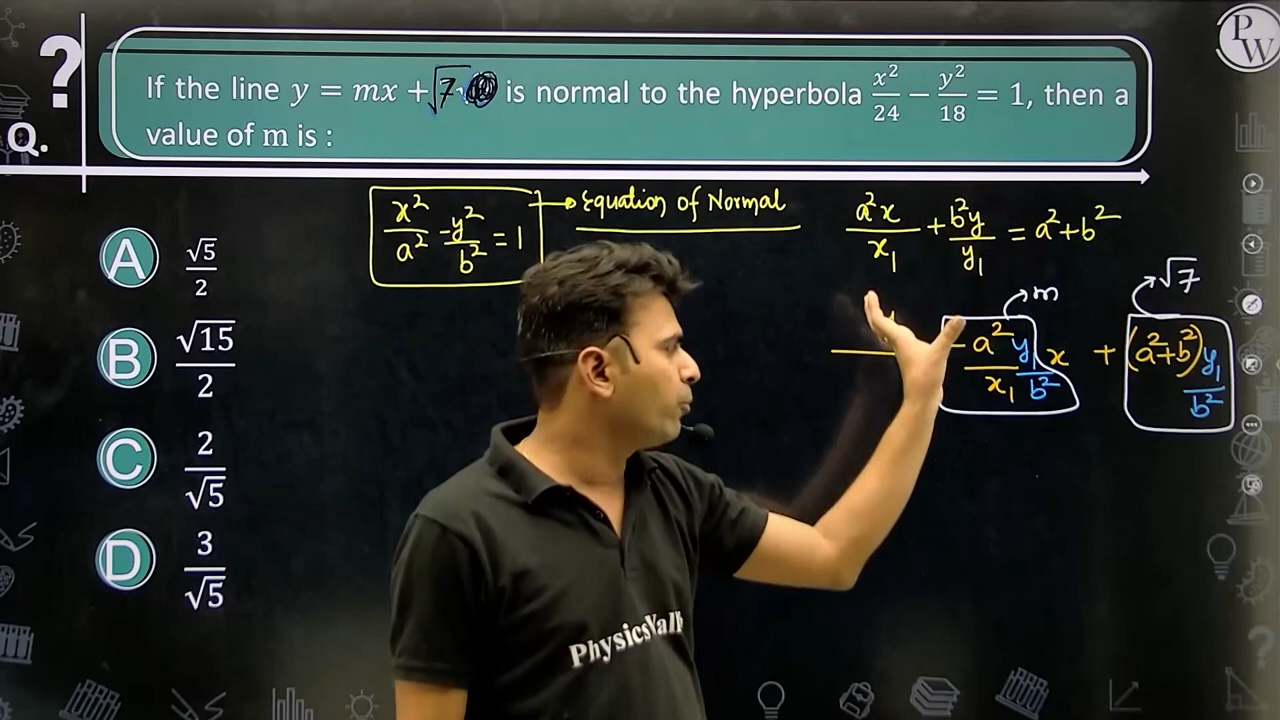 P
W
?
Q.
If the line y = mx + √7 is normal to the hyperbola x²/24 − y²/18 = 1, then a
value of m is :
x²/a² - y²/b² = 1 → Equation of Normal a²x/x₁ + b²y/y₁ = a²+b²
m √7
- a²y₁/x₁b² x + (a²+b²)y₁/b²
A √5/2
B √15/2
C 2/√5
D 3/√5